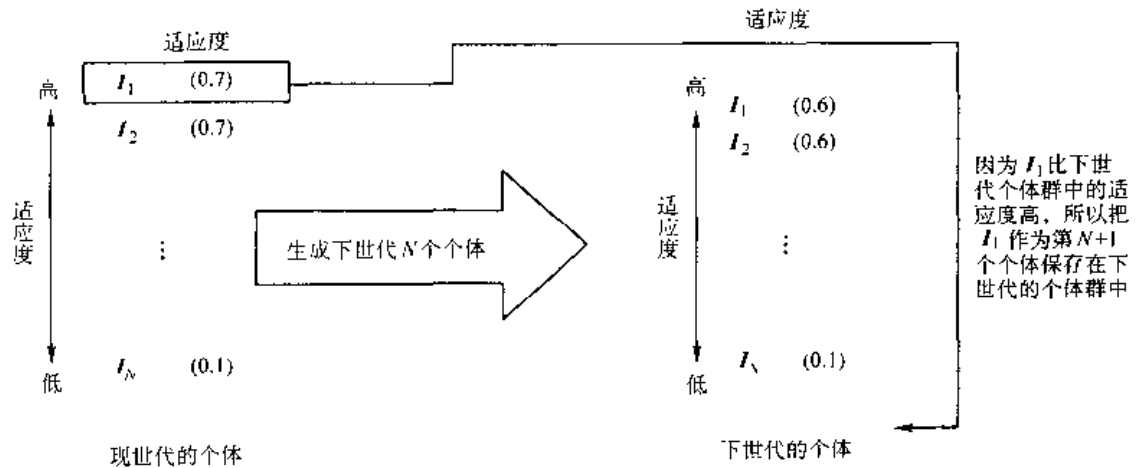 适应度
高
I₁ (0.7)
I₂ (0.7)
适应度
⋮
低
I_N (0.1)
现世代的个体
生成下世代 N 个个体
适应度
高
I₁ (0.6)
I₂ (0.6)
适应度
⋮
低
I_N (0.1)
下世代的个体
因为 I₁ 比下世
代个体群中的适
应度高，所以把
I₁ 作为第 N+1
个个体保存在下
世代的个体群中